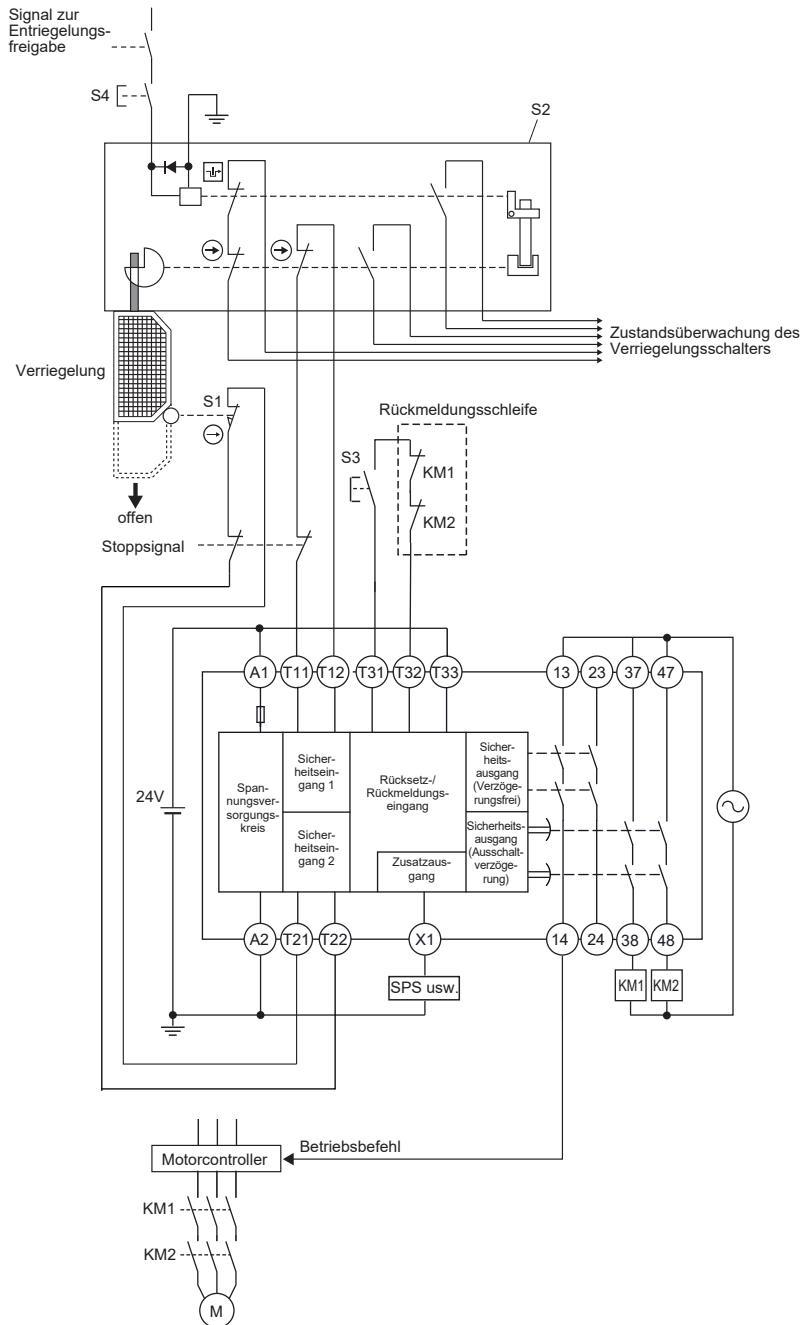 Signal zur
Entriegelungs-
freigabe
S4
S2
Zustandsüberwachung des
Verriegelungsschalters
Verriegelung
S1
offen
Stoppsignal
Rückmeldungsschleife
S3
KM1
KM2
24V
A1
T11
T12
T31
T32
T33
13
23
37
47
Span-
nungsver-
sorgungs-
kreis
Sicher-
heitsein-
gang 1
Sicher-
heitsein-
gang 2
Rücksetz-/
Rückmeldungs-
eingang
Zusatzaus-
gang
Sicher-
heits-
ausgang
(Verzöge-
rungsfrei)
Sicherheits-
ausgang
(Ausschalt-
verzöge-
rung)
A2
T21
T22
X1
14
24
38
48
SPS usw.
KM1
KM2
Betriebsbefehl
Motorcontroller
KM1
KM2
M